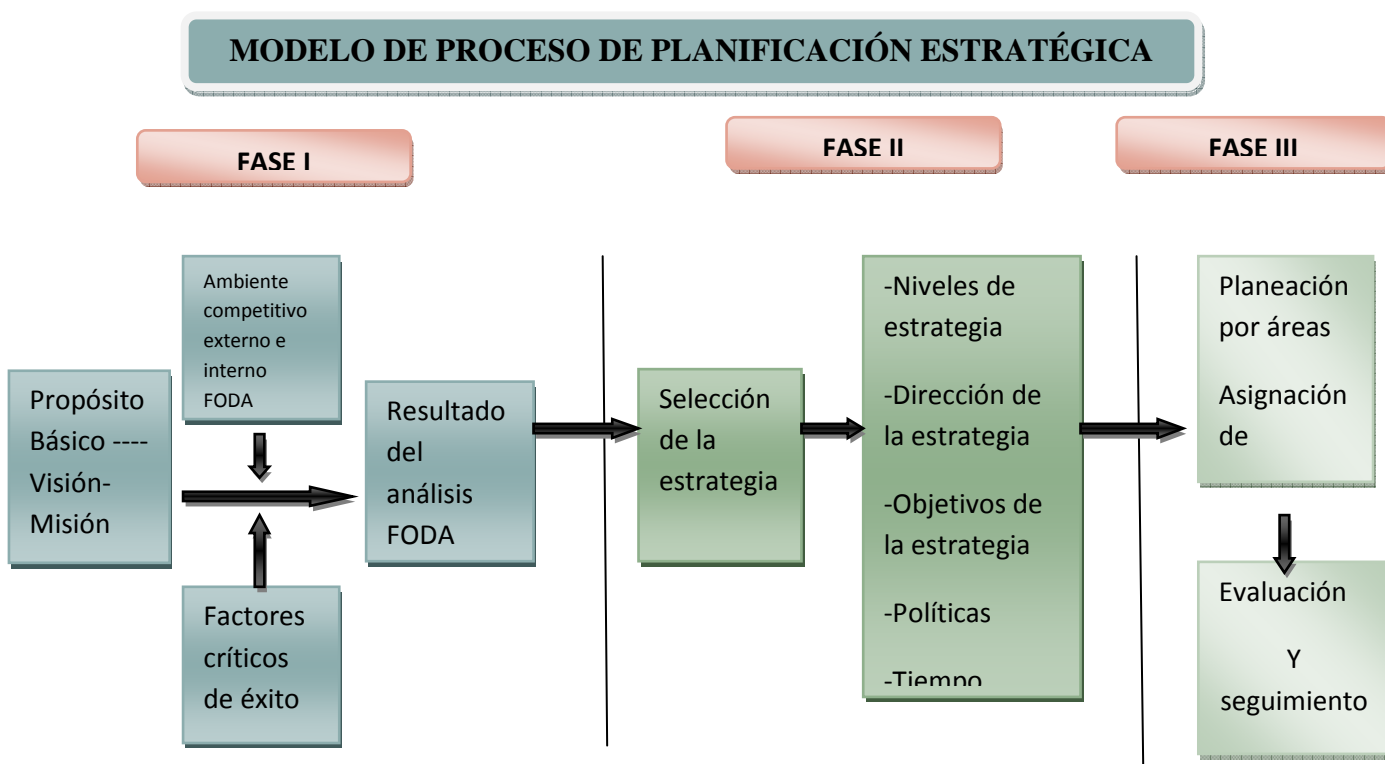 MODELO DE PROCESO DE PLANIFICACIÓN ESTRATÉGICA
FASE I
FASE II
FASE III
Propósito
Básico ----
Visión-
Misión
Ambiente
competitivo
externo e
interno
FODA
Factores
críticos
de éxito
Resultado
del
análisis
FODA
Selección
de la
estrategia
-Niveles de
estrategia
-Dirección de
la estrategia
-Objetivos de
la estrategia
-Políticas
-Tiempo
Planeación
por áreas
Asignación
de
Evaluación
Y
seguimiento